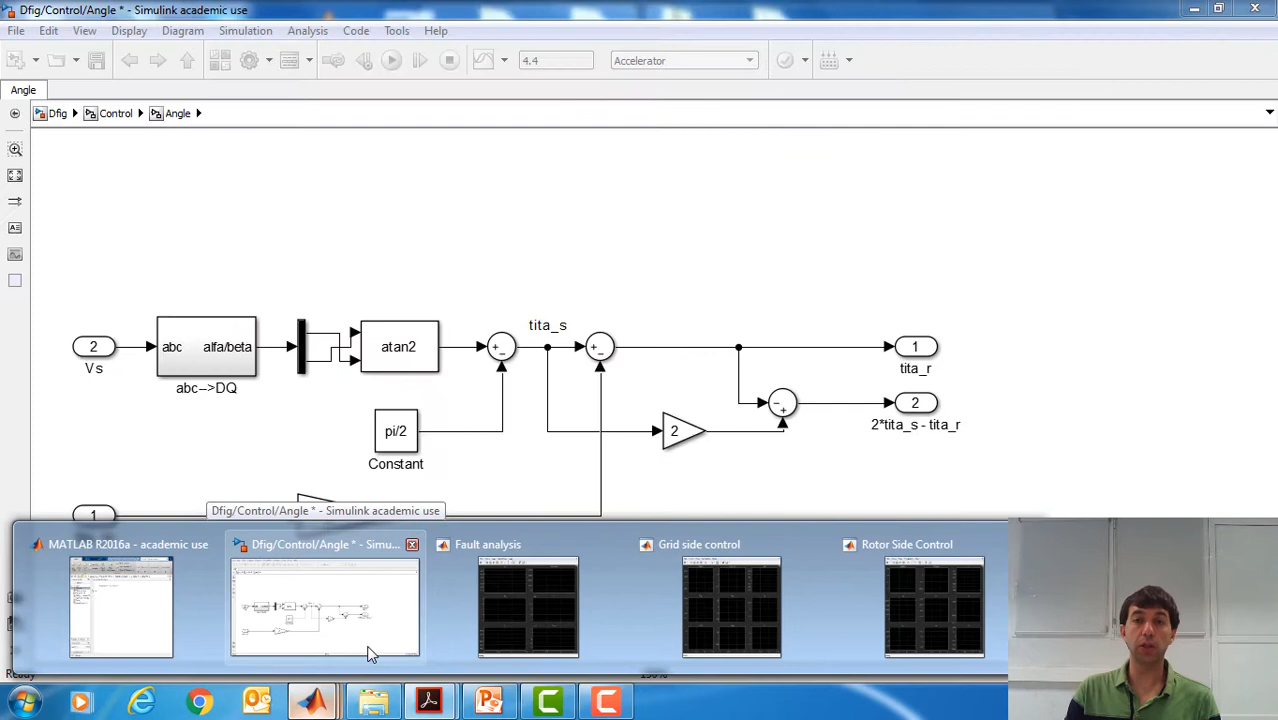 Dfig/Control/Angle * - Simulink academic use
File Edit View Display Diagram Simulation Analysis Code Tools Help
4.4 Accelerator
Angle
Dfig Control Angle
2 abc alfa/beta atan2 tita_s 1
Vs abc-->DQ tita_r
pi/2 2 2
Constant 2*tita_s - tita_r
1
Dfig/Control/Angle * - Simulink academic use
MATLAB R2016a - academic use Dfig/Control/Angle * - Simu... Fault analysis Grid side control Rotor Side Control